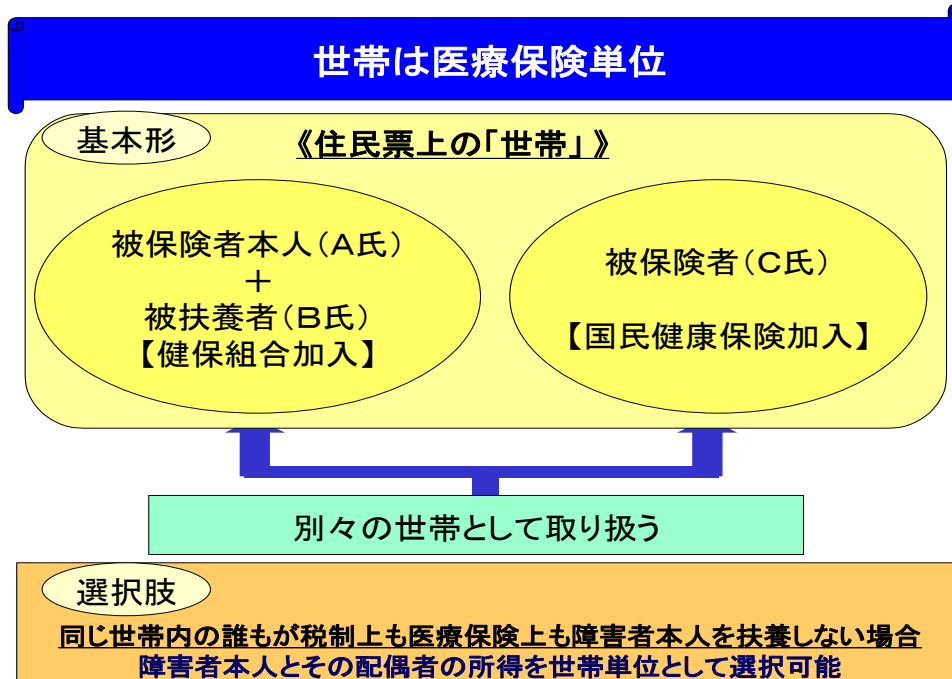 世帯は医療保険単位
基本形
《住民票上の「世帯」》
被保険者本人(A氏)
＋
被扶養者(B氏)
【健保組合加入】
被保険者(C氏)
【国民健康保険加入】
別々の世帯として取り扱う
選択肢
同じ世帯内の誰もが税制上も医療保険上も障害者本人を扶養しない場合
障害者本人とその配偶者の所得を世帯単位として選択可能